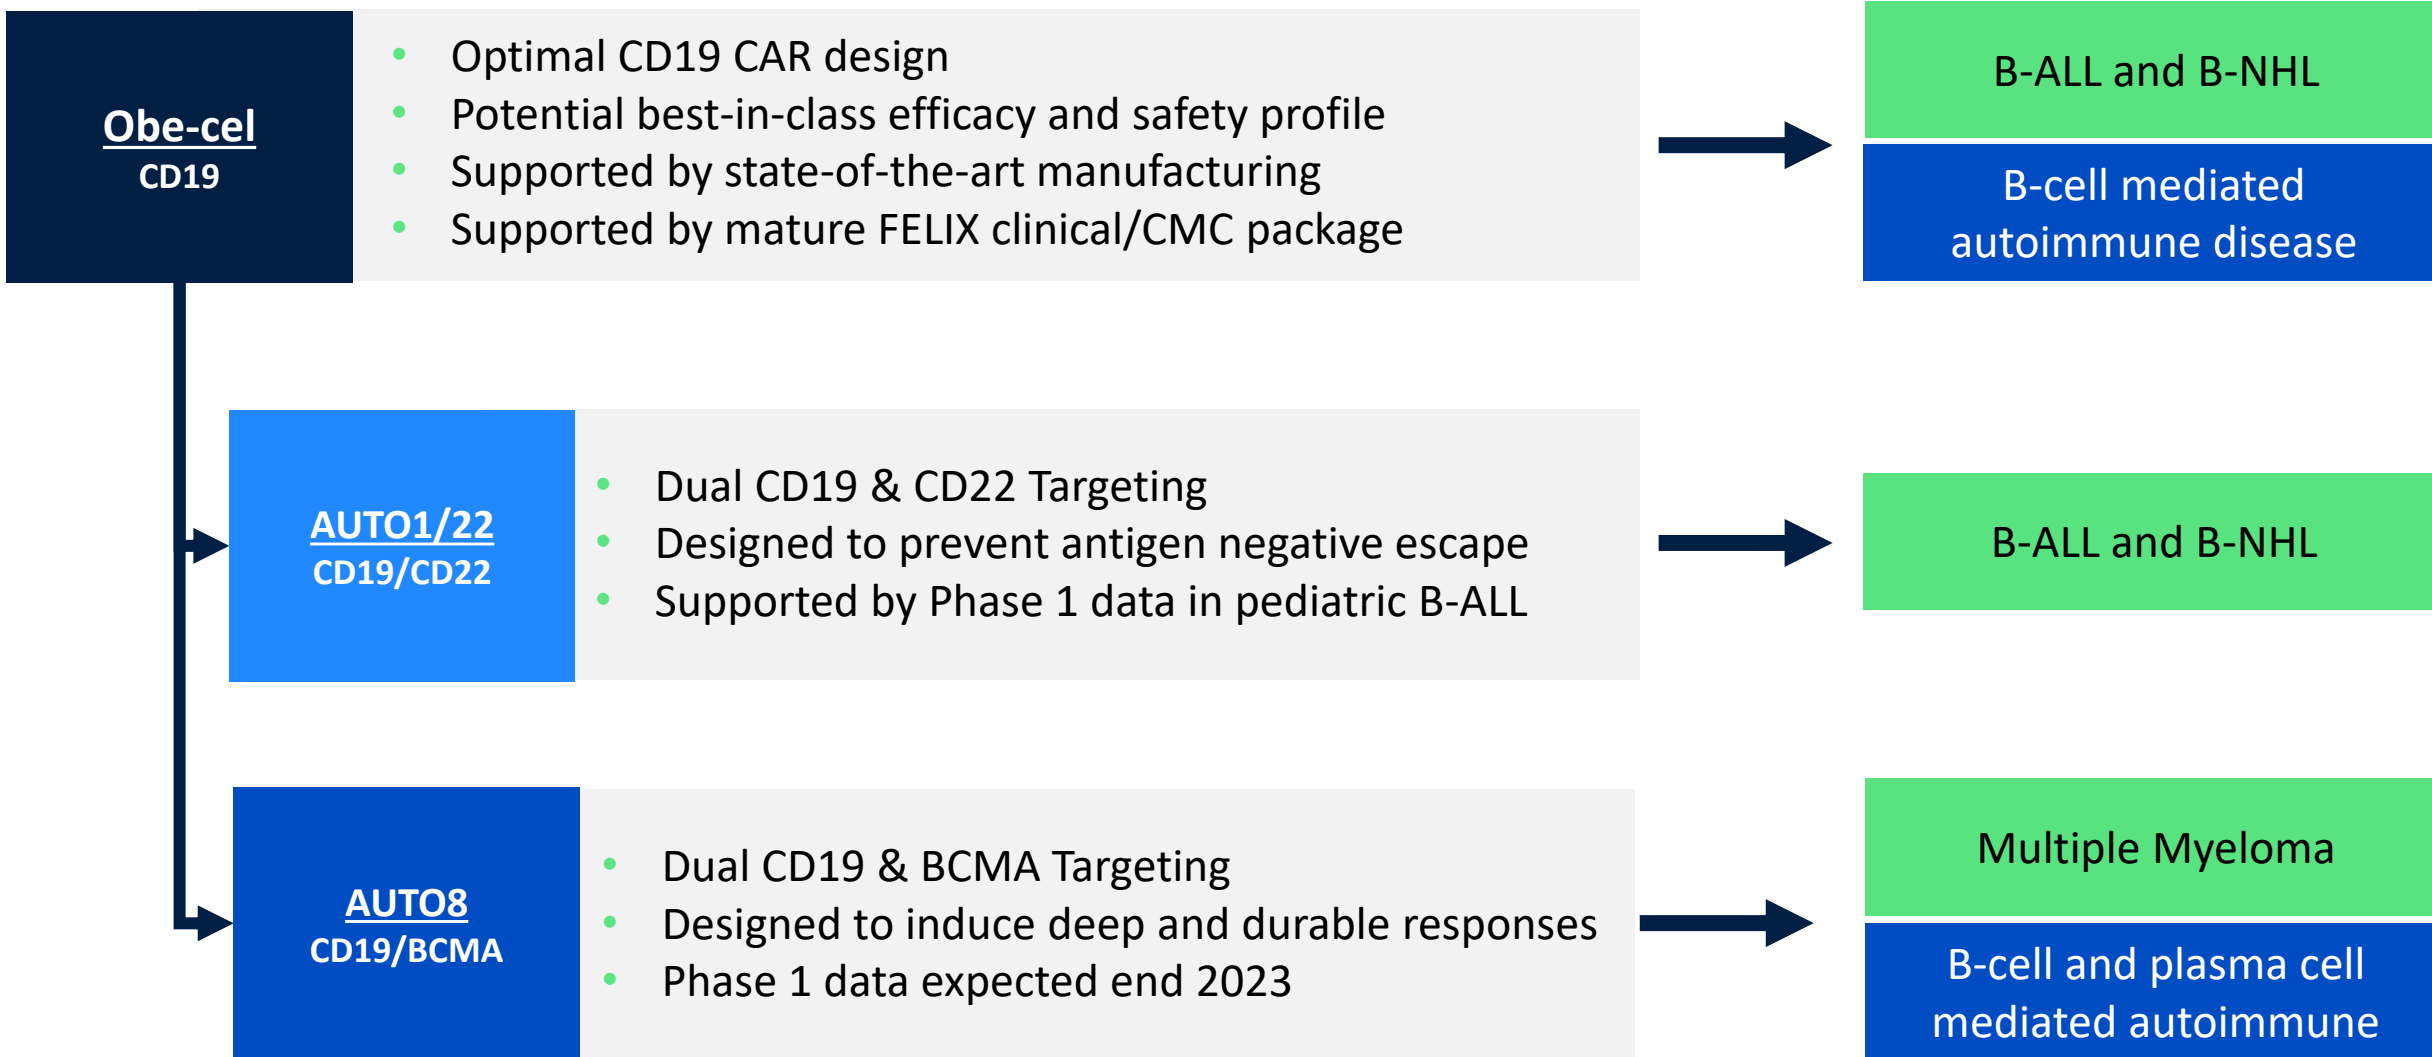 Obe-cel
CD19
• Optimal CD19 CAR design
• Potential best-in-class efficacy and safety profile
• Supported by state-of-the-art manufacturing
• Supported by mature FELIX clinical/CMC package
B-ALL and B-NHL
B-cell mediated
autoimmune disease
AUTO1/22
CD19/CD22
• Dual CD19 & CD22 Targeting
• Designed to prevent antigen negative escape
• Supported by Phase 1 data in pediatric B-ALL
B-ALL and B-NHL
AUTO8
CD19/BCMA
• Dual CD19 & BCMA Targeting
• Designed to induce deep and durable responses
• Phase 1 data expected end 2023
Multiple Myeloma
B-cell and plasma cell
mediated autoimmune